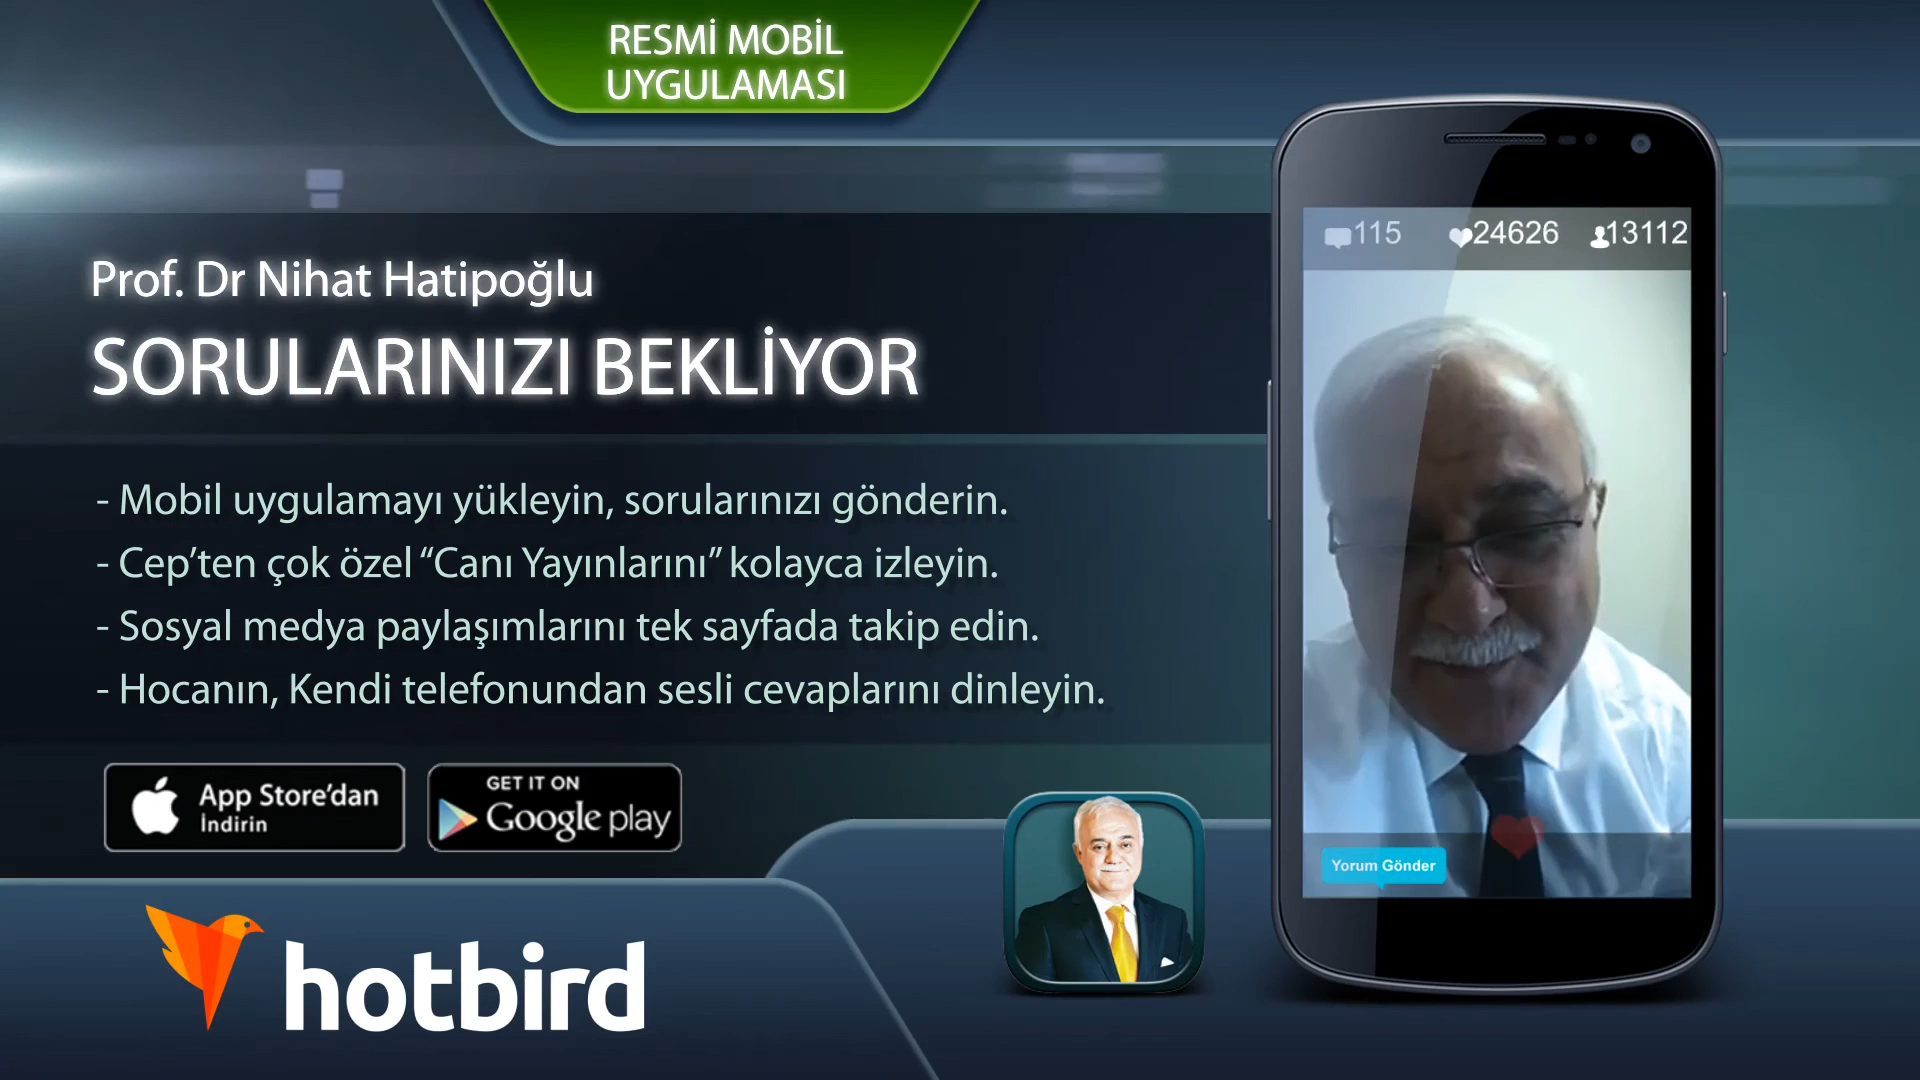 RESMİ MOBİL
UYGULAMASI
Prof. Dr Nihat Hatipoğlu
SORULARINIZI BEKLİYOR
- Mobil uygulamayı yükleyin, sorularınızı gönderin.
- Cep’ten çok özel “Canı Yayınlarını” kolayca izleyin.
- Sosyal medya paylaşımlarını tek sayfada takip edin.
- Hocanın, Kendi telefonundan sesli cevaplarını dinleyin.
App Store’dan
İndirin
GET IT ON
Google play
hotbird
115 24626 13112
Yorum Gönder